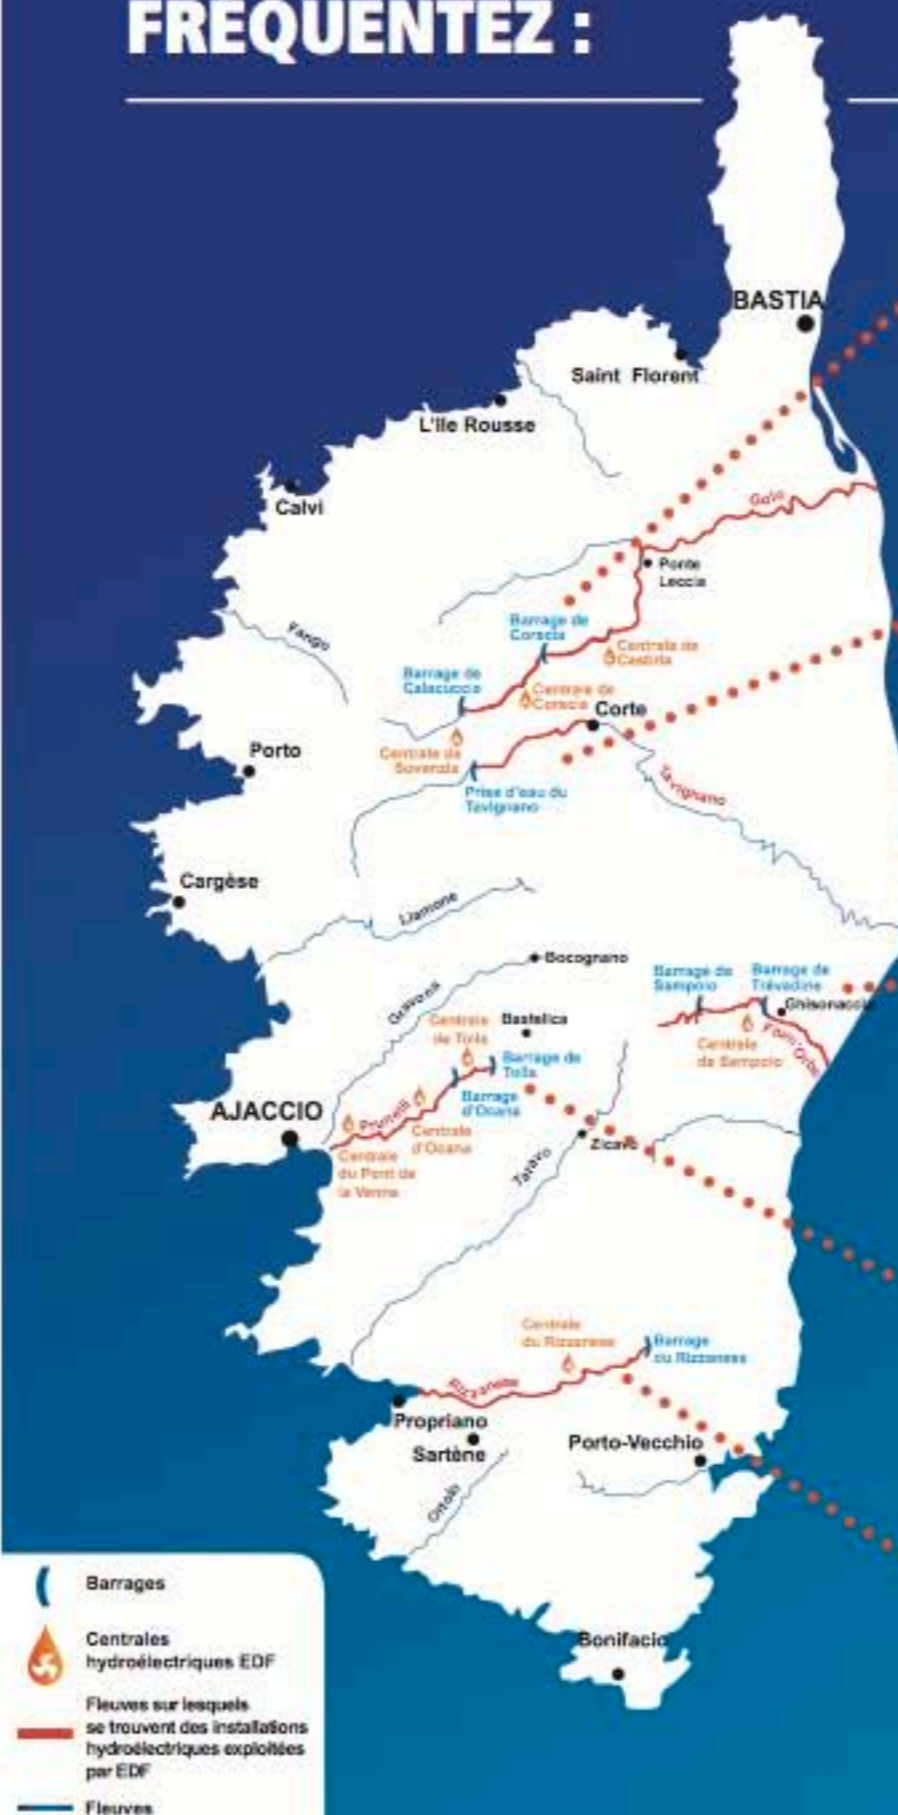 FRÉQUENTEZ :
BASTIA
Saint Florent
L'Ile Rousse
Calvi
Golo
Ponte
Leccia
Barrage de
Corscia
Fango
Centrale de
Castirla
Barrage de
Calacuccia
Centrale de
Corscia
Corte
Porto
Centrale de
Sovenzia
Prise d'eau du
Tavignano
Tavignano
Cargèse
Liamone
Bocognano
Barrage de
Sampolo
Barrage de
Trévadine
Ghisonaccia
Gravona
Centrale
de Tolla
Bastelica
Centrale
de Sampolo
Fium'Orbo
Barrage de
Tolla
Barrage
d'Ocana
AJACCIO
Prunelli
Centrale
d'Ocana
Zicavo
Centrale
du Pont de
la Vanna
Taravo
Centrale
du Rizzanese
Barrage
du Rizzanese
Rizzanese
Propriano
Sartène
Porto-Vecchio
Ortolo
Bonifacio
Barrages
Centrales
hydroélectriques EDF
Fleuves sur lesquels
se trouvent des installations
hydroélectriques exploitées
par EDF
Fleuves